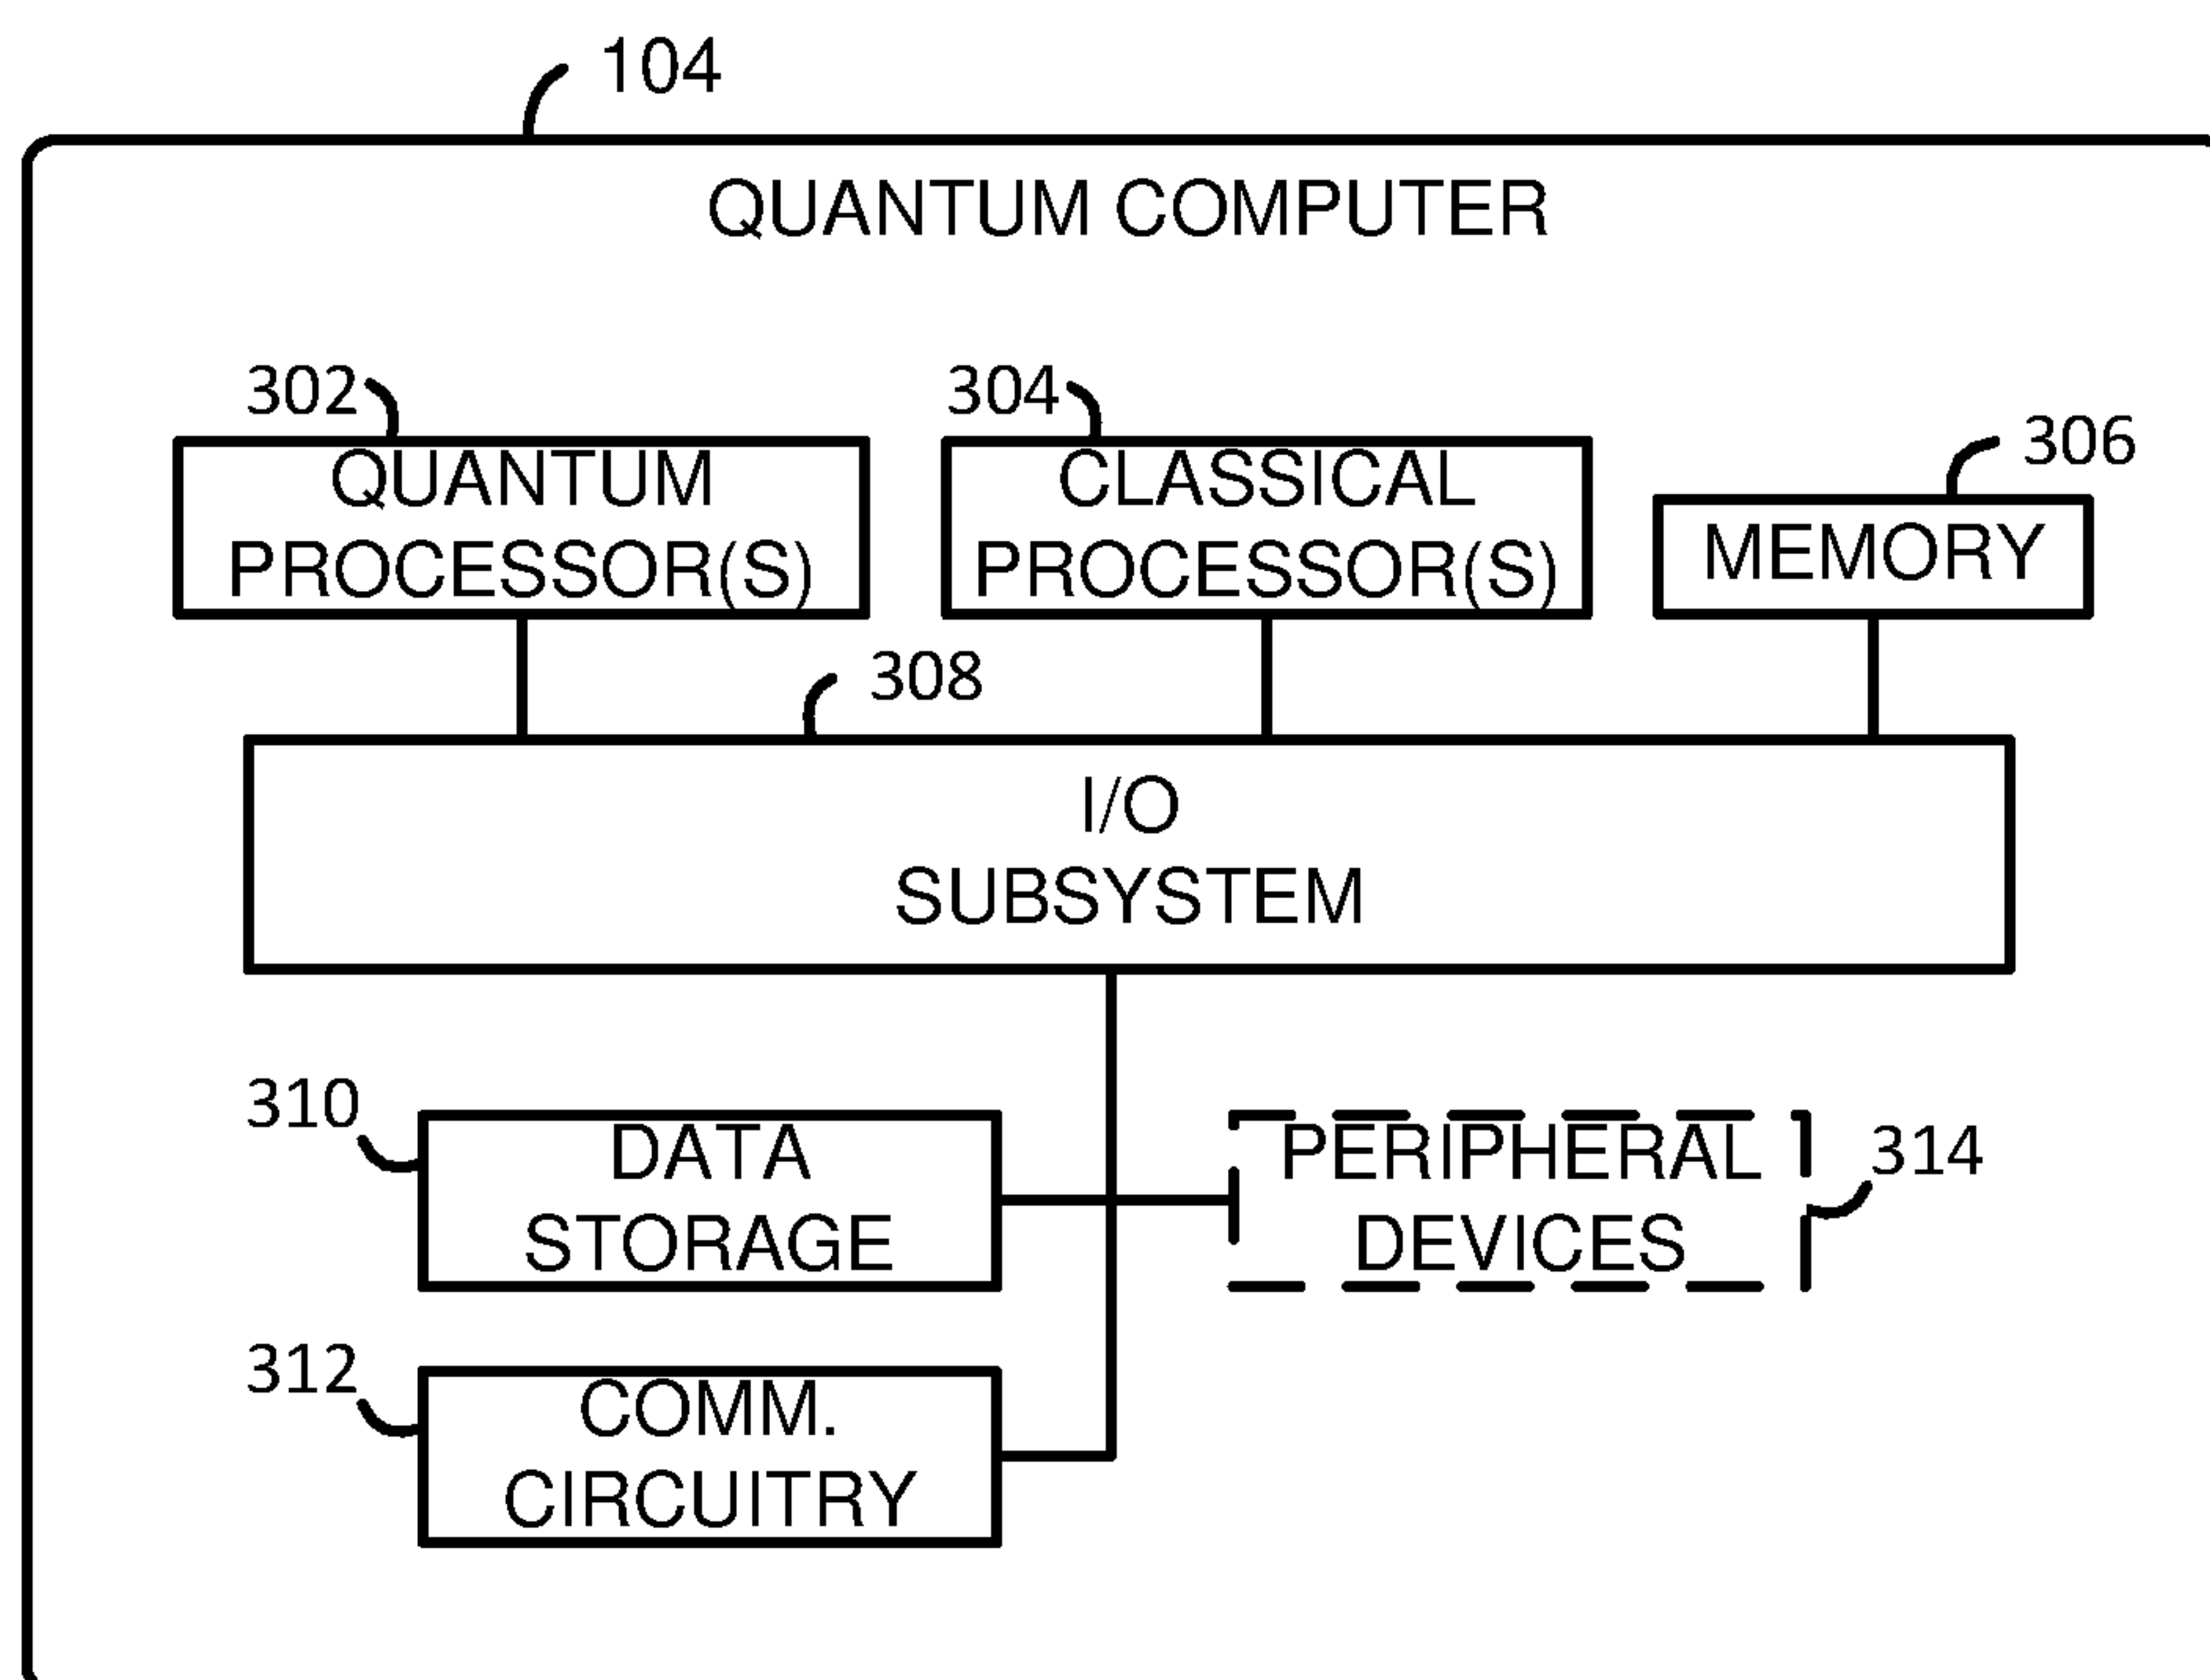 104
QUANTUM COMPUTER
302
304
306
QUANTUM
PROCESSOR(S)
CLASSICAL
PROCESSOR(S)
MEMORY
308
I/O
SUBSYSTEM
310
DATA
STORAGE
PERIPHERAL
DEVICES
314
312
COMM.
CIRCUITRY